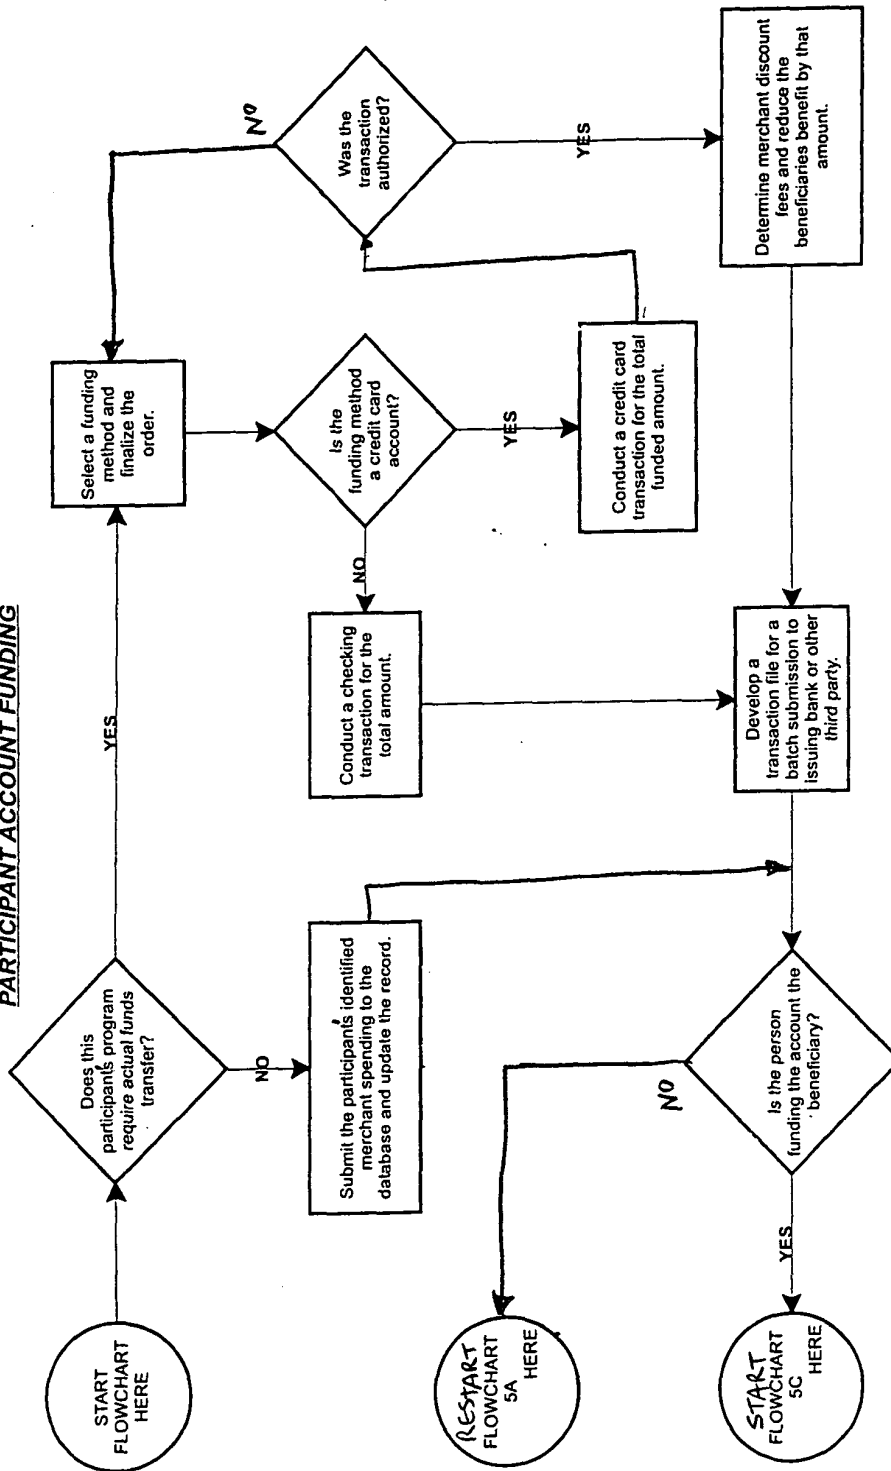 PARTICIPANT ACCOUNT FUNDING
START
FLOWCHART
HERE
Does this
participant's program
require actual funds
transfer?
YES
NO
Select a funding
method and
finalize the
order.
Submit the participants' identified
merchant spending to the
database and update the record.
Conduct a checking
transaction for the
total amount.
NO
Is the
funding method
a credit card
account?
YES
Was the
transaction
authorized?
NO
YES
Conduct a credit card
transaction for the total
funded amount.
RESTART
FLOWCHART
5A
HERE
NO
START
FLOWCHART
5C
HERE
YES
Is the person
funding the account the
beneficiary?
Develop a
transaction file for a
batch submission to
issuing bank or other
third party.
Determine merchant discount
fees and reduce the
beneficiaries benefit by that
amount.